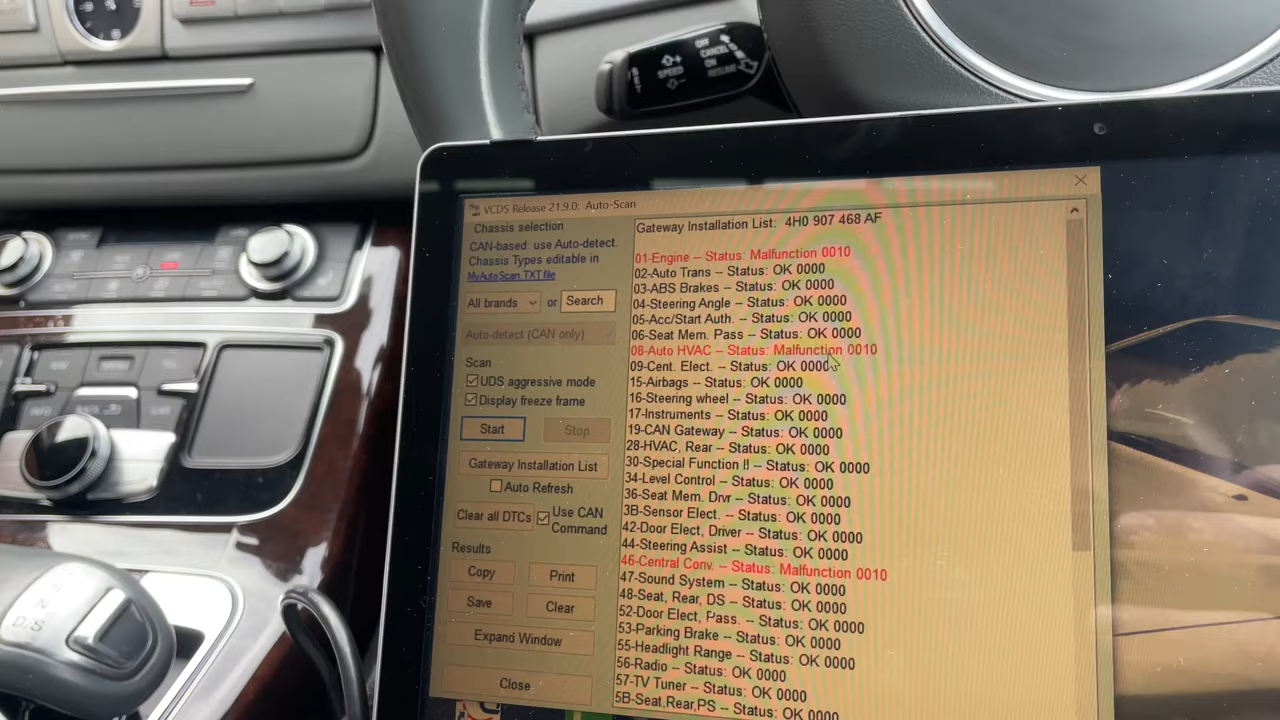 OFF
CANCEL
ON
RESUME
SPEED
VCDS Release 21.9.0: Auto-Scan
Chassis selection
CAN-based: use Auto-detect.
Chassis Types editable in
MyAutoScan.TXT file
All brands or Search
Auto-detect (CAN only)
Scan
UDS aggressive mode
Display freeze frame
Start Stop
Gateway Installation List
Auto Refresh
Clear all DTCs Use CAN
Command
Results
Copy Print
Save Clear
Expand Window
Close
Gateway Installation List: 4H0 907 468 AF
01-Engine -- Status: Malfunction 0010
02-Auto Trans -- Status: OK 0000
03-ABS Brakes -- Status: OK 0000
04-Steering Angle -- Status: OK 0000
05-Acc/Start Auth. -- Status: OK 0000
06-Seat Mem. Pass -- Status: OK 0000
08-Auto HVAC -- Status: Malfunction 0010
09-Cent. Elect. -- Status: OK 0000
15-Airbags -- Status: OK 0000
16-Steering wheel -- Status: OK 0000
17-Instruments -- Status: OK 0000
19-CAN Gateway -- Status: OK 0000
28-HVAC, Rear -- Status: OK 0000
30-Special Function II -- Status: OK 0000
34-Level Control -- Status: OK 0000
36-Seat Mem. Drvr -- Status: OK 0000
3B-Sensor Elect. -- Status: OK 0000
42-Door Elect, Driver -- Status: OK 0000
44-Steering Assist -- Status: OK 0000
46-Central Conv. -- Status: Malfunction 0010
47-Sound System -- Status: OK 0000
48-Seat, Rear, DS -- Status: OK 0000
52-Door Elect, Pass. -- Status: OK 0000
53-Parking Brake -- Status: OK 0000
55-Headlight Range -- Status: OK 0000
56-Radio -- Status: OK 0000
57-TV Tuner -- Status: OK 0000
5B-Seat,Rear,PS -- Status: OK 0000
R
N
D/S